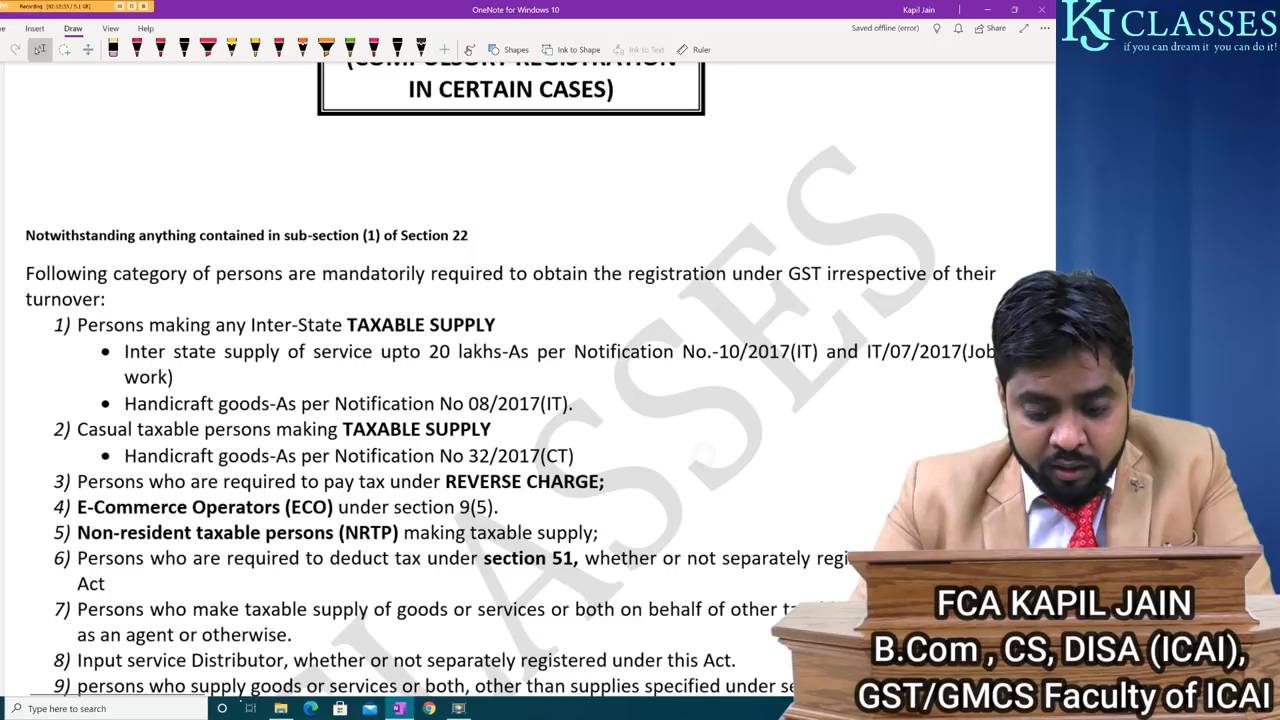 Recording [02:12:33 / 5.1 GB]
OneNote for Windows 10
Kapil Jain
Insert Draw View Help
Saved offline (error) Share
Shapes Ink to Shape Ink to Text Ruler
KJ CLASSES
if you can dream it you can do it!
(COMPULSORY REGISTRATION
IN CERTAIN CASES)
Notwithstanding anything contained in sub-section (1) of Section 22
Following category of persons are mandatorily required to obtain the registration under GST irrespective of their
turnover:
1) Persons making any Inter-State TAXABLE SUPPLY
• Inter state supply of service upto 20 lakhs-As per Notification No.-10/2017(IT) and IT/07/2017(Job
work)
• Handicraft goods-As per Notification No 08/2017(IT).
2) Casual taxable persons making TAXABLE SUPPLY
• Handicraft goods-As per Notification No 32/2017(CT)
3) Persons who are required to pay tax under REVERSE CHARGE;
4) E-Commerce Operators (ECO) under section 9(5).
5) Non-resident taxable persons (NRTP) making taxable supply;
6) Persons who are required to deduct tax under section 51, whether or not separately
Act
7) Persons who make taxable supply of goods or services or both on behalf of other
as an agent or otherwise.
8) Input service Distributor, whether or not separately registered under this Act.
9) persons who supply goods or services or both, other than supplies specified under
LASSES
FCA KAPIL JAIN
B.Com , CS, DISA (ICAI),
GST/GMCS Faculty of ICAI
Type here to search